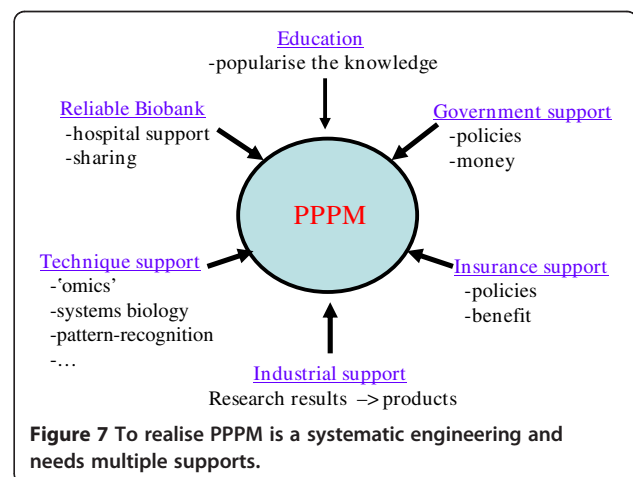 Education
-popularise the knowledge
Reliable Biobank
-hospital support
-sharing
Government support
-policies
-money
PPPM
Technique support
-'omics'
-systems biology
-pattern-recognition
-...
Insurance support
-policies
-benefit
Industrial support
Research results –> products
Figure 7 To realise PPPM is a systematic engineering and
needs multiple supports.